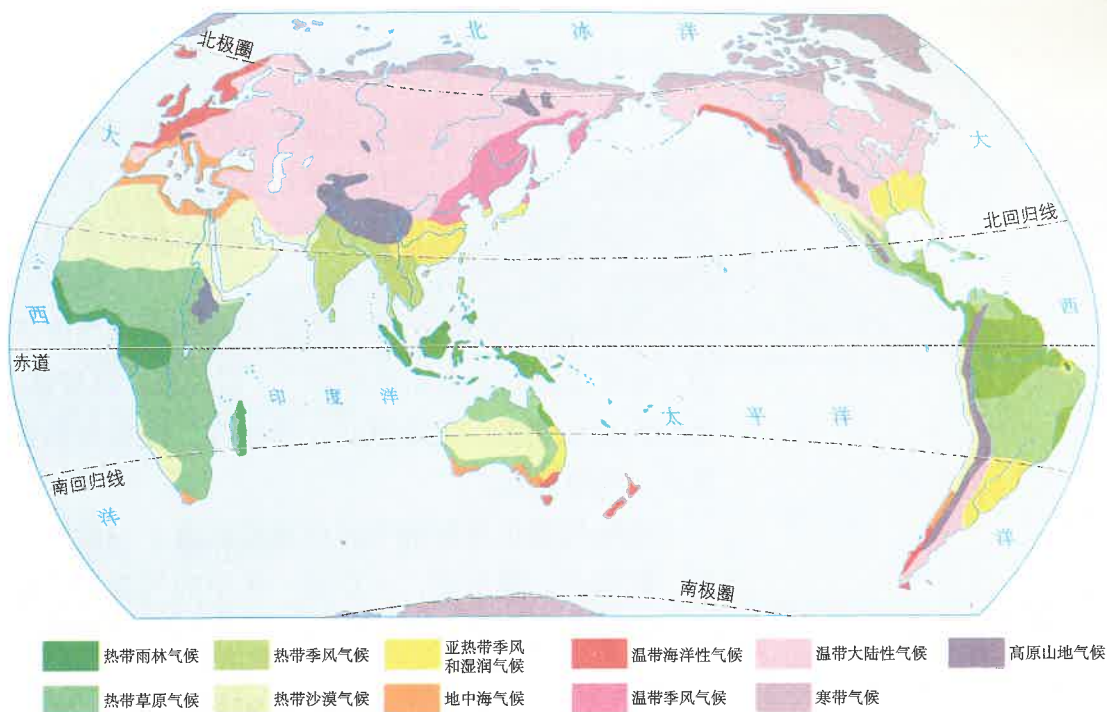 北冰洋
北极圈
大
大
北回归线
西
西
赤道
印度洋
太平洋
南回归线
洋
洋
南极圈
热带雨林气候
热带季风气候
亚热带季风
和湿润气候
温带海洋性气候
温带大陆性气候
高原山地气候
热带草原气候
热带沙漠气候
地中海气候
温带季风气候
寒带气候